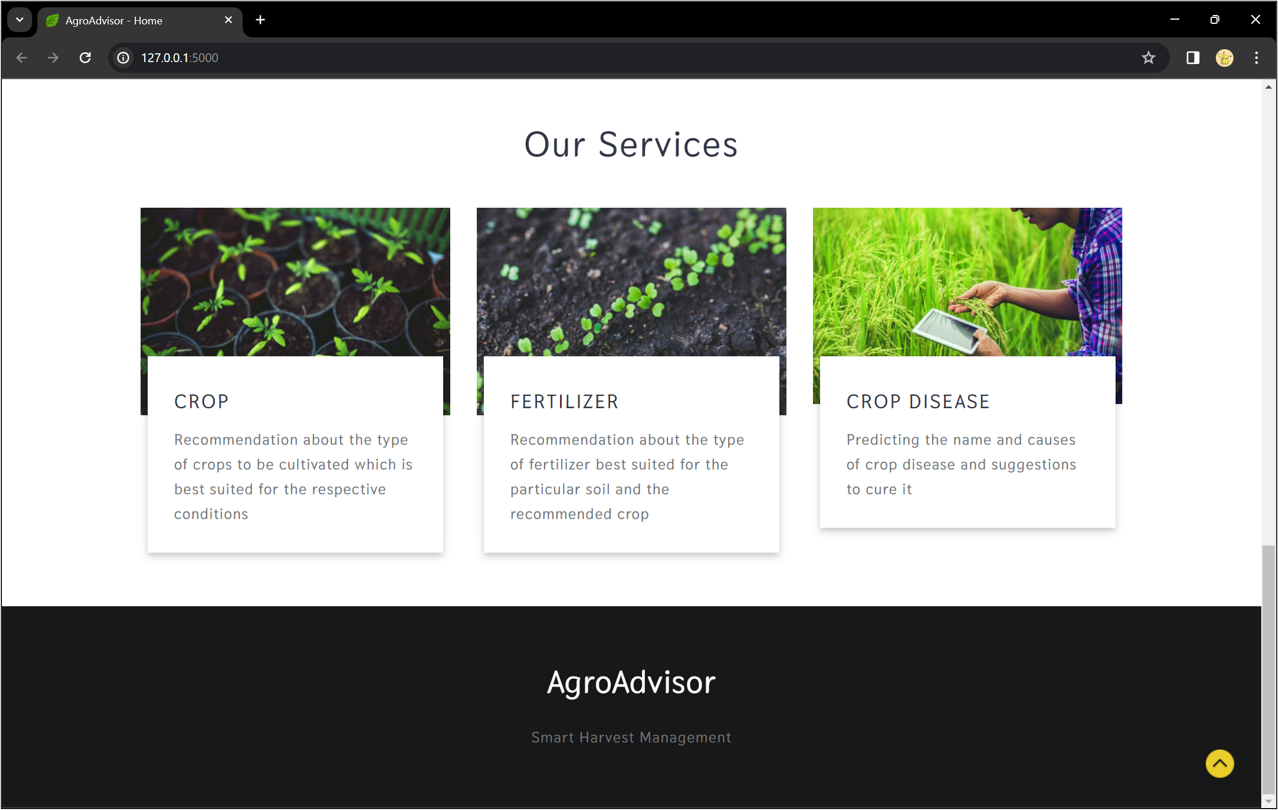 AgroAdvisor - Home
127.0.0.1:5000
Our Services
CROP
Recommendation about the type
of crops to be cultivated which is
best suited for the respective
conditions
FERTILIZER
Recommendation about the type
of fertilizer best suited for the
particular soil and the
recommended crop
CROP DISEASE
Predicting the name and causes
of crop disease and suggestions
to cure it
AgroAdvisor
Smart Harvest Management